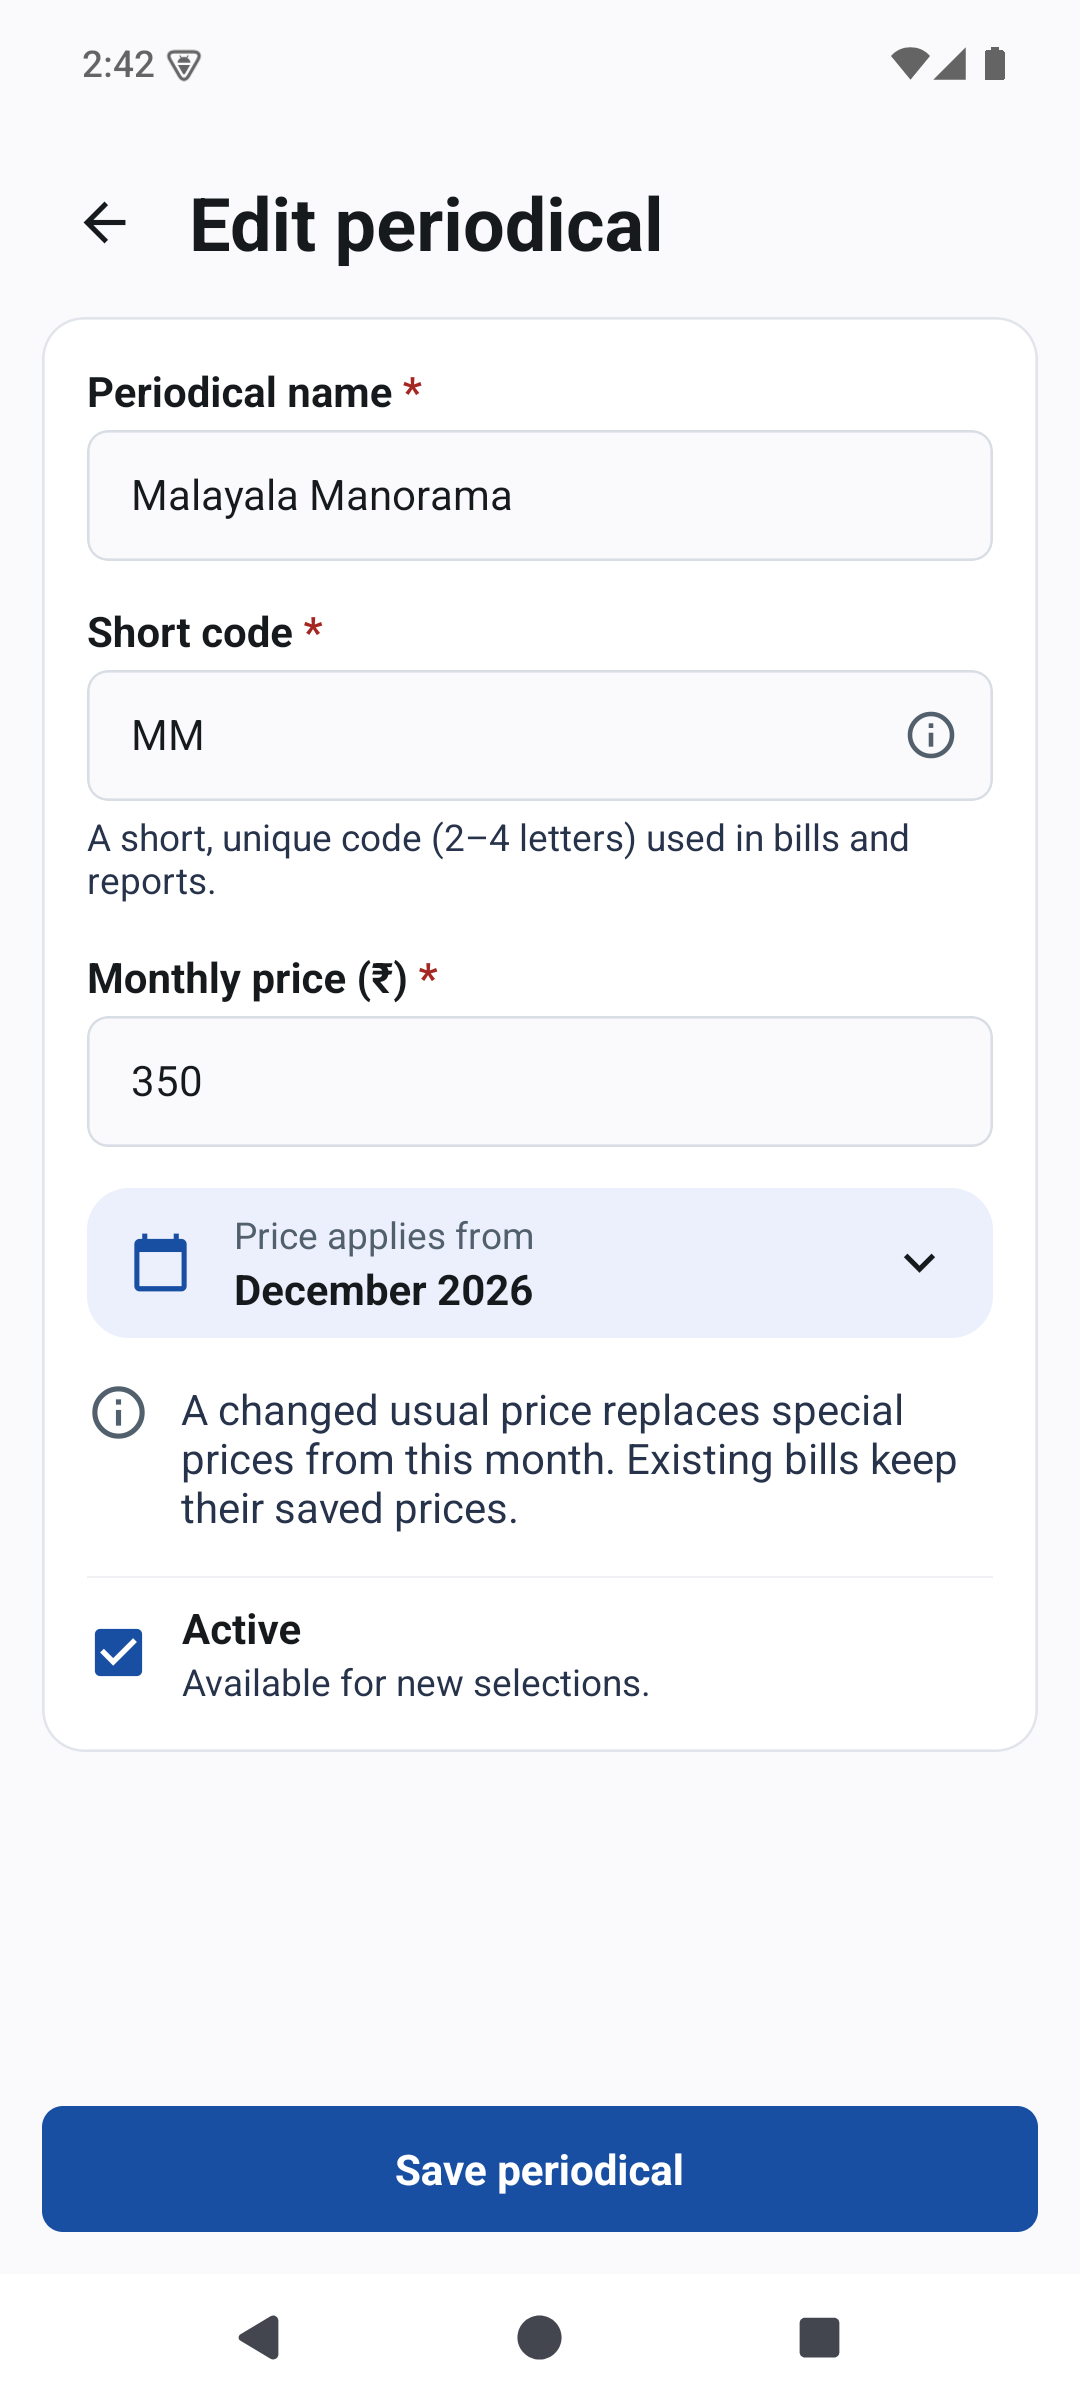 2:42
Edit periodical
Periodical name *
Malayala Manorama
Short code *
MM
A short, unique code (2–4 letters) used in bills and
reports.
Monthly price (₹) *
350
Price applies from
December 2026
A changed usual price replaces special
prices from this month. Existing bills keep
their saved prices.
Active
Available for new selections.
Save periodical